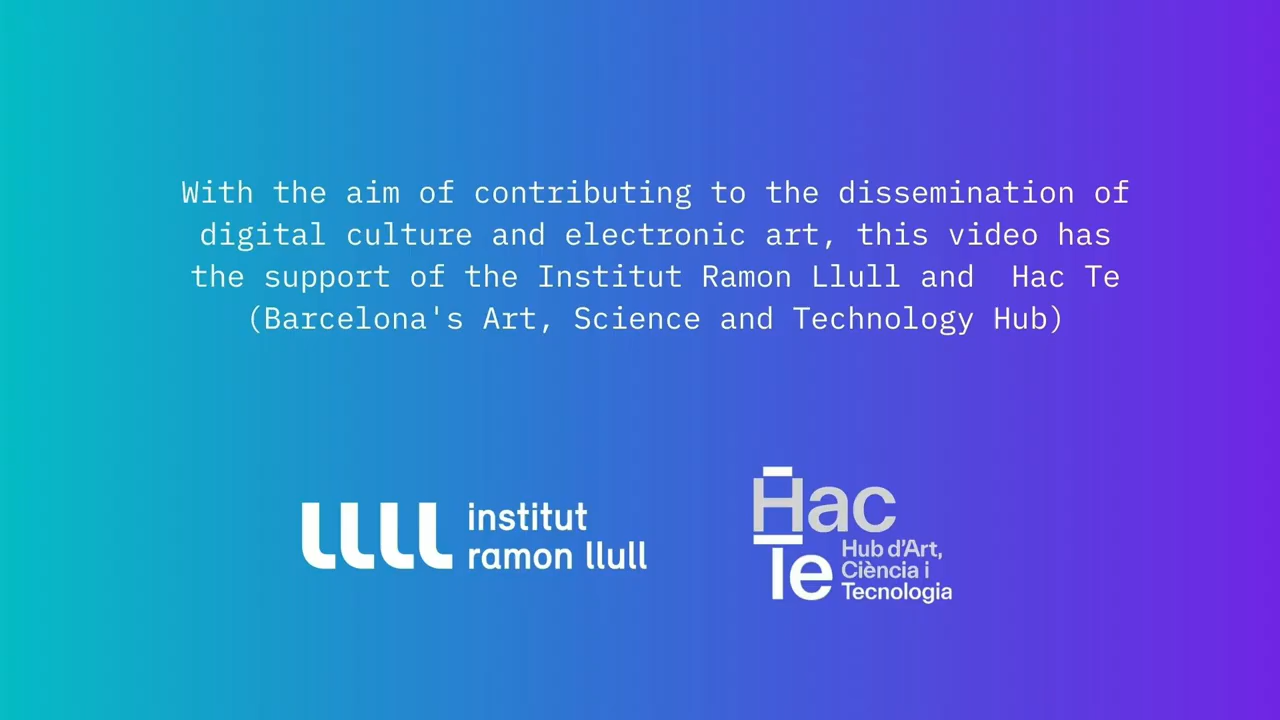 With the aim of contributing to the dissemination of
digital culture and electronic art, this video has
the support of the Institut Ramon Llull and  Hac Te
(Barcelona's Art, Science and Technology Hub)
institut
ramon llull
Hac
Te
Hub d'Art,
Ciència i
Tecnologia